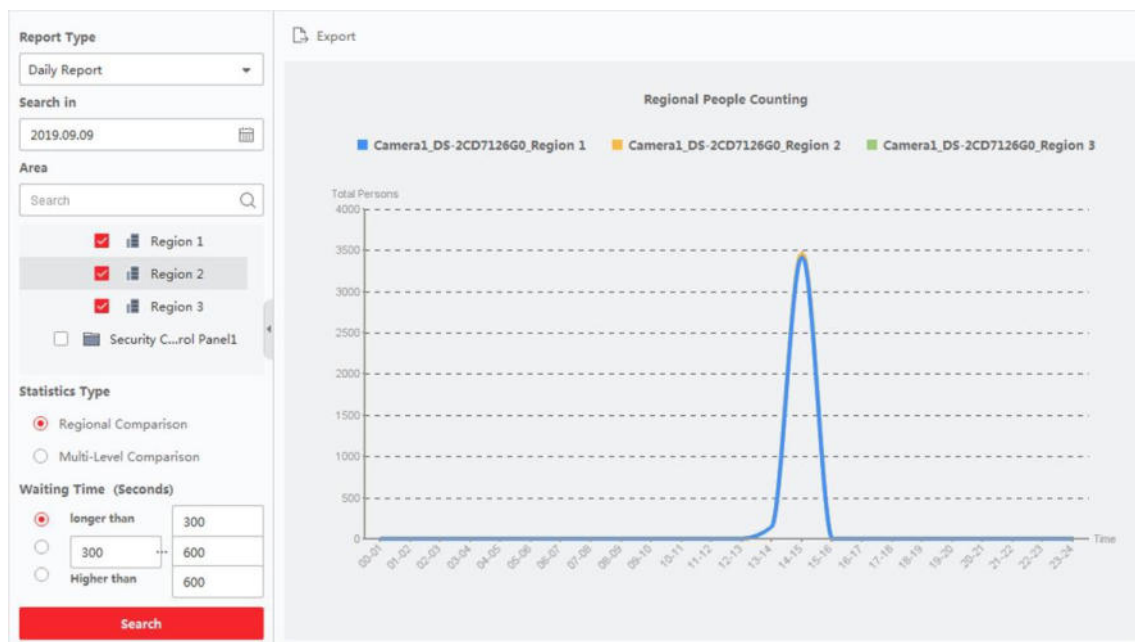 Report Type
Daily Report
Search in
2019.09.09
Area
Search
Region 1
Region 2
Region 3
Security C...rol Panel1
Statistics Type
Regional Comparison
Multi-Level Comparison
Waiting Time (Seconds)
longer than 300
300 ... 600
Higher than 600
Search
Export
Regional People Counting
Camera1_DS-2CD7126G0_Region 1 Camera1_DS-2CD7126G0_Region 2 Camera1_DS-2CD7126G0_Region 3
Total Persons
4000
3500
3000
2500
2000
1500
1000
500
0
00-01 01-02 02-03 03-04 04-05 05-06 06-07 07-08 08-09 09-10 10-11 11-12 12-13 13-14 14-15 15-16 16-17 17-18 18-19 19-20 20-21 21-22 22-23 23-24 Time